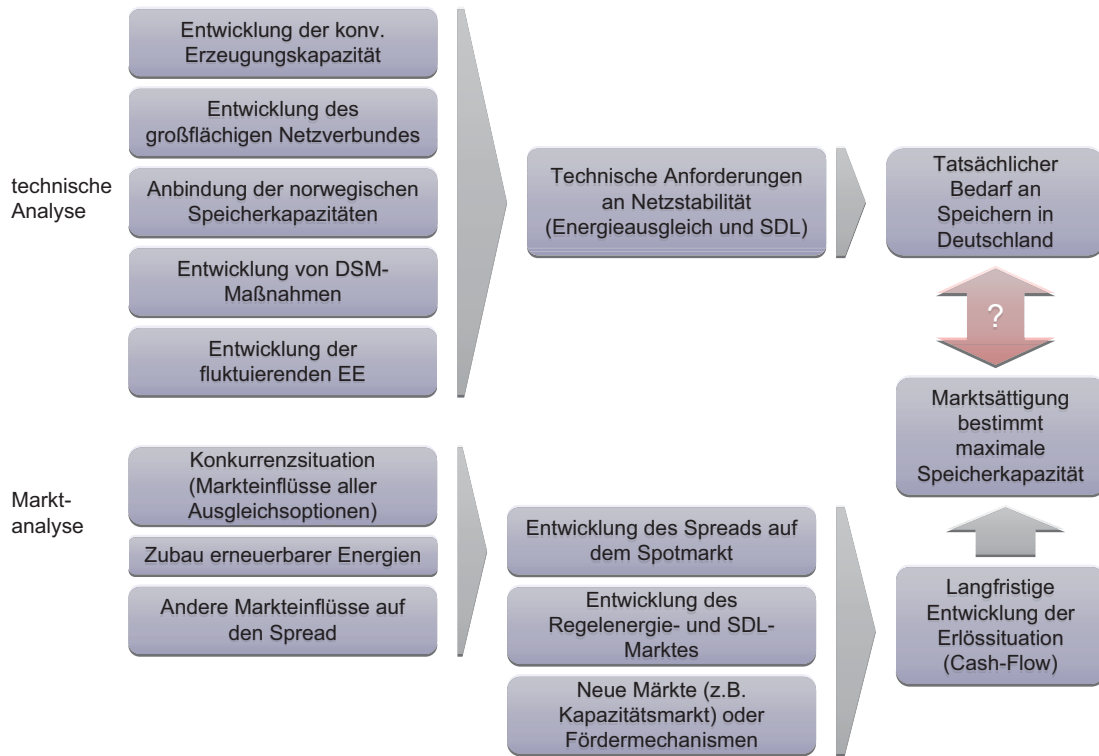 technische
Analyse
Entwicklung der konv.
Erzeugungskapazität
Entwicklung des
großflächigen Netzverbundes
Anbindung der norwegischen
Speicherkapazitäten
Entwicklung von DSM-
Maßnahmen
Entwicklung der
fluktuierenden EE
Technische Anforderungen
an Netzstabilität
(Energieausgleich und SDL)
Tatsächlicher
Bedarf an
Speichern in
Deutschland
?
Marktsättigung
bestimmt
maximale
Speicherkapazität
Markt-
analyse
Konkurrenzsituation
(Markteinflüsse aller
Ausgleichsoptionen)
Zubau erneuerbarer Energien
Andere Markteinflüsse auf
den Spread
Entwicklung des Spreads auf
dem Spotmarkt
Entwicklung des
Regelenergie- und SDL-
Marktes
Neue Märkte (z.B.
Kapazitätsmarkt) oder
Fördermechanismen
Langfristige
Entwicklung der
Erlössituation
(Cash-Flow)